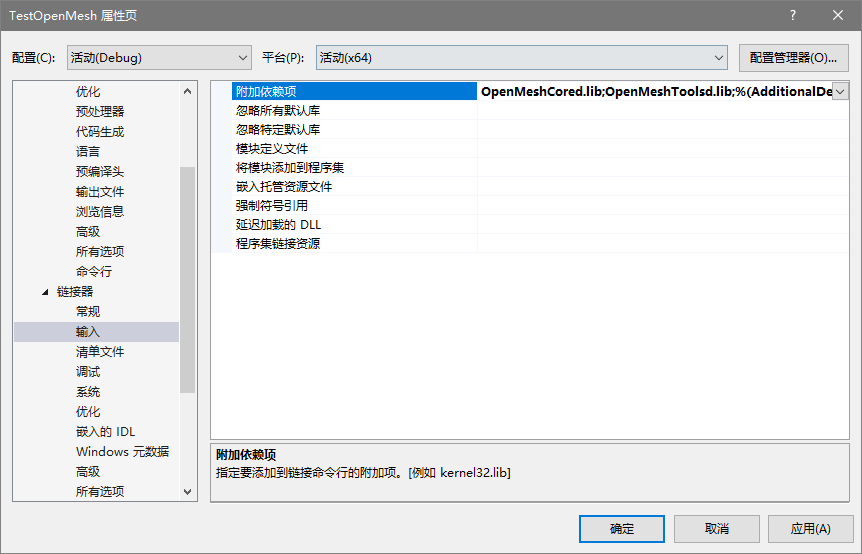 TestOpenMesh 属性页
配置(C): 活动(Debug) 平台(P): 活动(x64) 配置管理器(O)...
优化
预处理器
代码生成
语言
预编译头
输出文件
浏览信息
高级
所有选项
命令行
链接器
常规
输入
清单文件
调试
系统
优化
嵌入的 IDL
Windows 元数据
高级
所有选项
附加依赖项 OpenMeshCored.lib;OpenMeshToolsd.lib;%(AdditionalDe
忽略所有默认库
忽略特定默认库
模块定义文件
将模块添加到程序集
嵌入托管资源文件
强制符号引用
延迟加载的 DLL
程序集链接资源
附加依赖项
指定要添加到链接命令行的附加项。[例如 kernel32.lib]
确定 取消 应用(A)